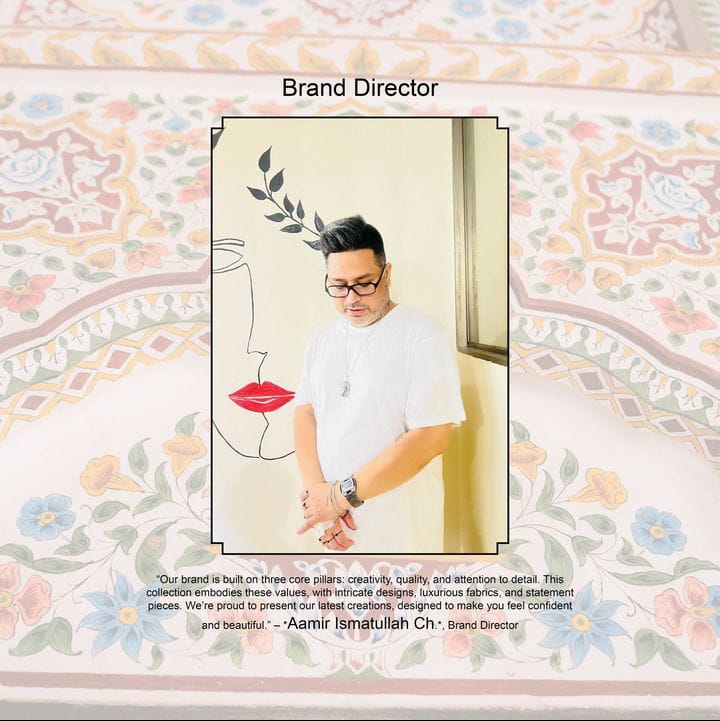 Brand Director
"Our brand is built on three core pillars: creativity, quality, and attention to detail. This
collection embodies these values, with intricate designs, luxurious fabrics, and statement
pieces. We're proud to present our latest creations, designed to make you feel confident
and beautiful." – *Aamir Ismatullah Ch.*, Brand Director